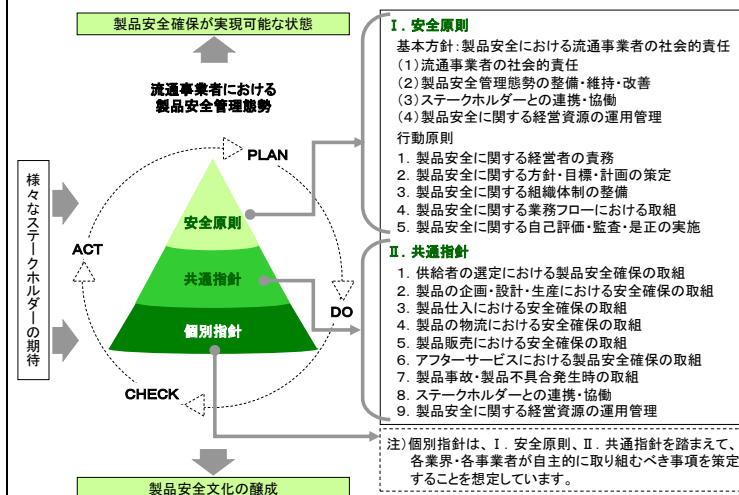 製品安全確保が実現可能な状態
流通事業者における
製品安全管理態勢
様々なステークホルダーの期待
PLAN
DO
CHECK
ACT
安全原則
共通指針
個別指針
製品安全文化の醸成
Ⅰ．安全原則
基本方針：製品安全における流通事業者の社会的責任
(1)流通事業者の社会的責任
(2)製品安全管理態勢の整備・維持・改善
(3)ステークホルダーとの連携・協働
(4)製品安全に関する経営資源の運用管理
行動原則
1．製品安全に関する経営者の責務
2．製品安全に関する方針・目標・計画の策定
3．製品安全に関する組織体制の整備
4．製品安全に関する業務フローにおける取組
5．製品安全に関する自己評価・監査・是正の実施
Ⅱ．共通指針
1．供給者の選定における製品安全確保の取組
2．製品の企画・設計・生産における安全確保の取組
3．製品仕入における安全確保の取組
4．製品の物流における安全確保の取組
5．製品販売における安全確保の取組
6．アフターサービスにおける製品安全確保の取組
7．製品事故・製品不具合発生時の取組
8．ステークホルダーとの連携・協働
9．製品安全に関する経営資源の運用管理
注)個別指針は、Ⅰ．安全原則、Ⅱ．共通指針を踏まえて、
各業界・各事業者が自主的に取り組むべき事項を策定
することを想定しています。